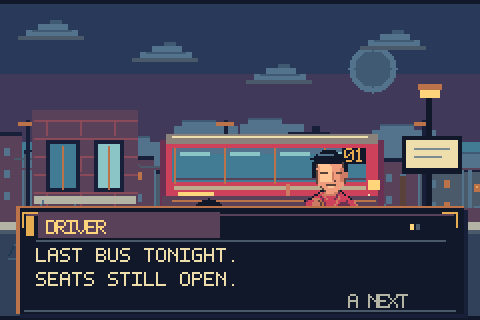 01
DRIVER
LAST BUS TONIGHT.
SEATS STILL OPEN.
A NEXT